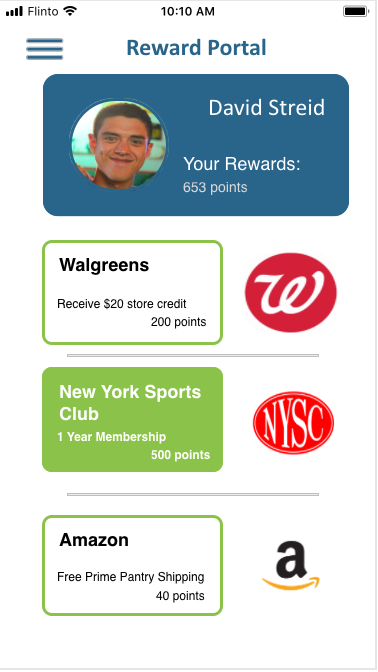 Flinto 10:10 AM
Reward Portal
David Streid
Your Rewards:
653 points
Walgreens
Receive $20 store credit
200 points
W
New York Sports
Club
1 Year Membership
500 points
NYSC
Amazon
Free Prime Pantry Shipping
40 points
a